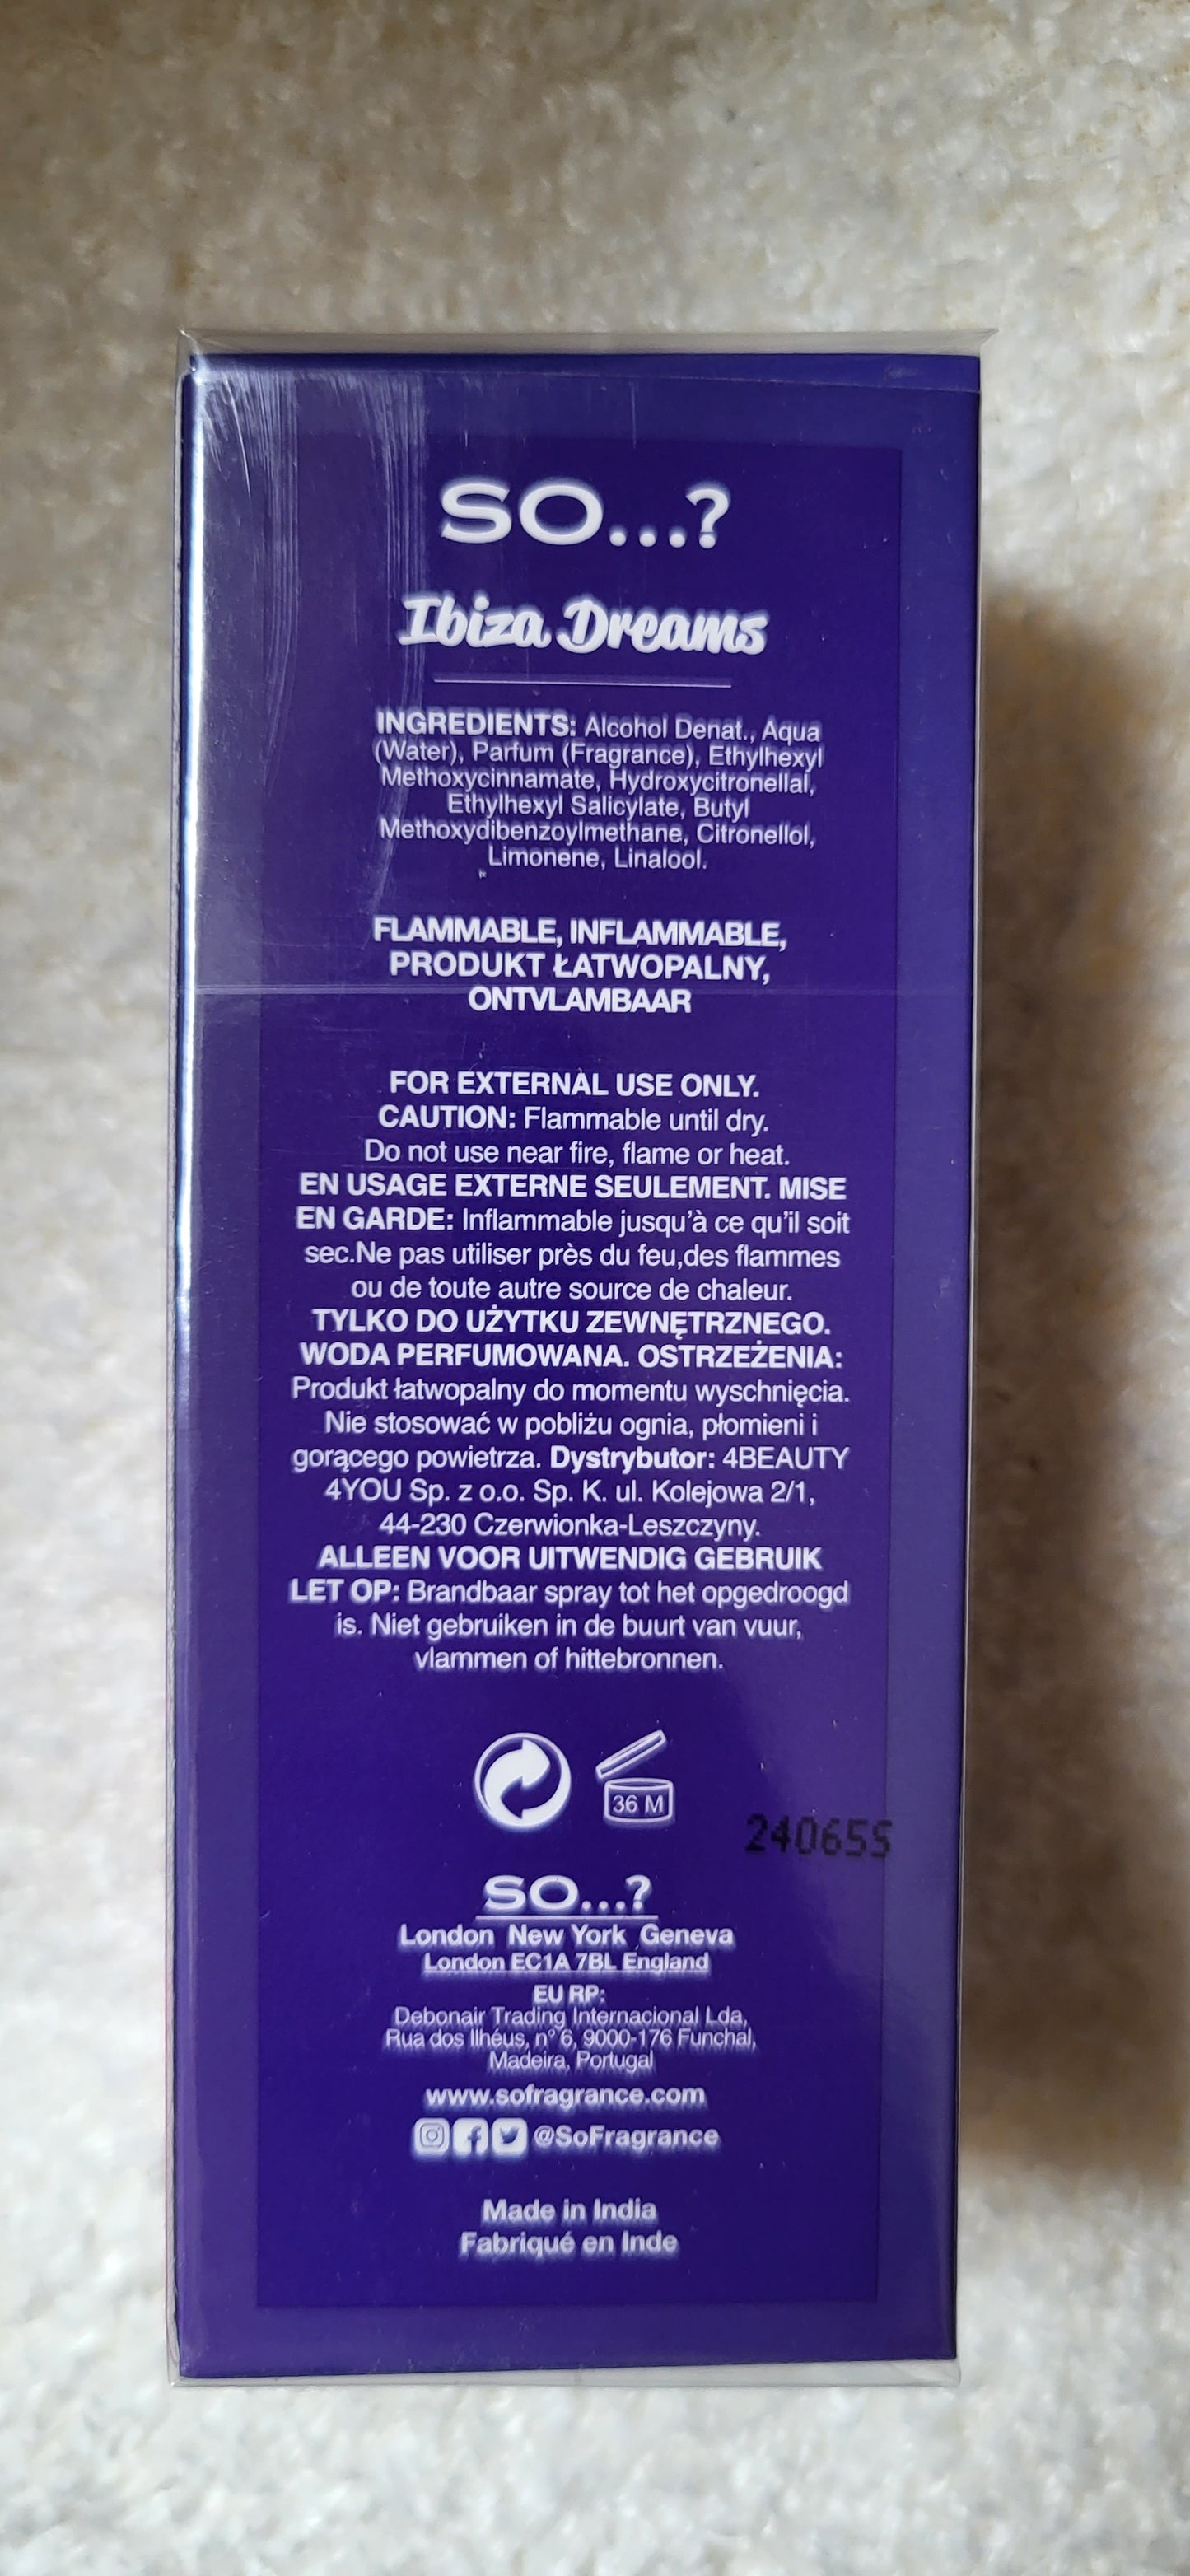 SO...?
Ibiza Dreams
INGREDIENTS: Alcohol Denat., Aqua
(Water), Parfum (Fragrance), Ethylhexyl
Methoxycinnamate, Hydroxycitronellal,
Ethylhexyl Salicylate, Butyl
Methoxydibenzoylmethane, Citronellol,
Limonene, Linalool.
FLAMMABLE, INFLAMMABLE,
PRODUKT ŁATWOPALNY,
ONTVLAMBAAR
FOR EXTERNAL USE ONLY.
CAUTION: Flammable until dry.
Do not use near fire, flame or heat.
EN USAGE EXTERNE SEULEMENT. MISE
EN GARDE: Inflammable jusqu'à ce qu'il soit
sec.Ne pas utiliser près du feu,des flammes
ou de toute autre source de chaleur.
TYLKO DO UŻYTKU ZEWNĘTRZNEGO.
WODA PERFUMOWANA. OSTRZEŻENIA:
Produkt łatwopalny do momentu wyschnięcia.
Nie stosować w pobliżu ognia, płomieni i
gorącego powietrza. Dystrybutor: 4BEAUTY
4YOU Sp. z o.o. Sp. K. ul. Kolejowa 2/1,
44-230 Czerwionka-Leszczyny.
ALLEEN VOOR UITWENDIG GEBRUIK
LET OP: Brandbaar spray tot het opgedroogd
is. Niet gebruiken in de buurt van vuur,
vlammen of hittebronnen.
36 M
240655
SO...?
London New York Geneva
London EC1A 7BL England
EU RP:
Debonair Trading Internacional Lda,
Rua dos Ilhéus, nº 6, 9000-176 Funchal,
Madeira, Portugal
www.sofragrance.com
@SoFragrance
Made in India
Fabriqué en Inde